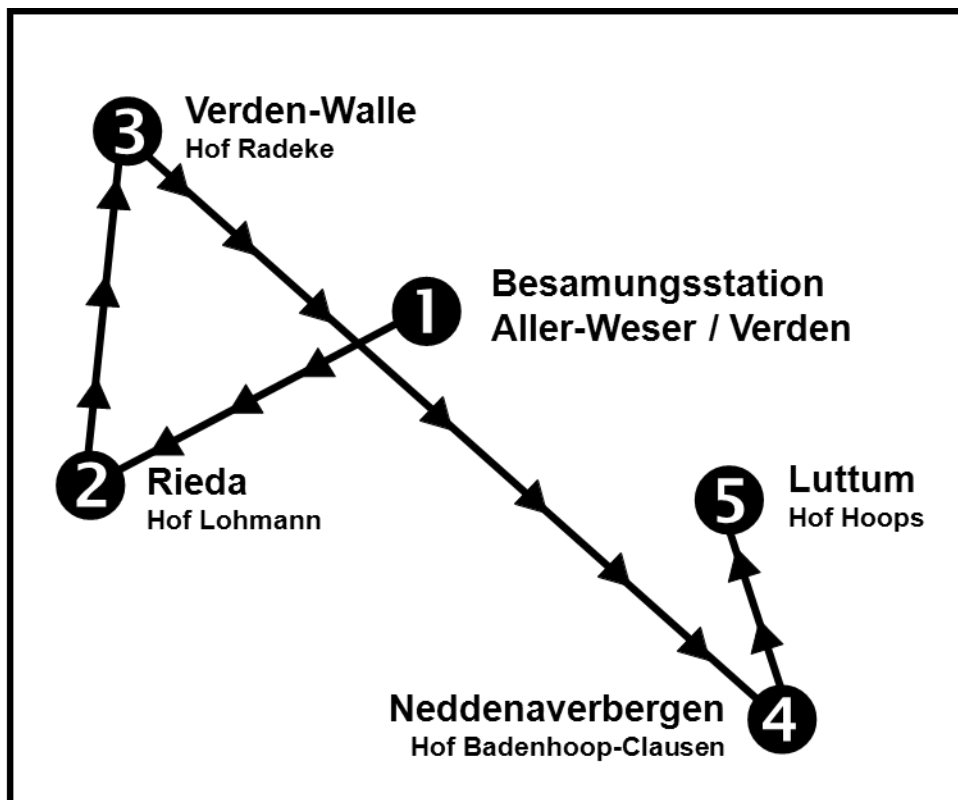 3
Verden-Walle
Hof Radeke
1
Besamungsstation
Aller-Weser / Verden
2
Rieda
Hof Lohmann
5
Luttum
Hof Hoops
Neddenaverbergen
Hof Badenhoop-Clausen
4